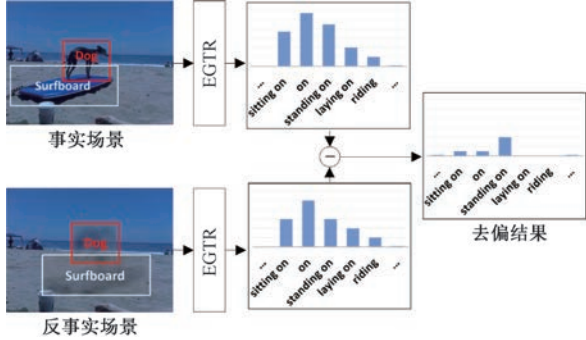 Dog
Surfboard
事实场景
EGTR
... sitting on on standing on laying on riding ...
−
... sitting on on standing on laying on riding ...
去偏结果
Dog
Surfboard
反事实场景
EGTR
... sitting on on standing on laying on riding ...